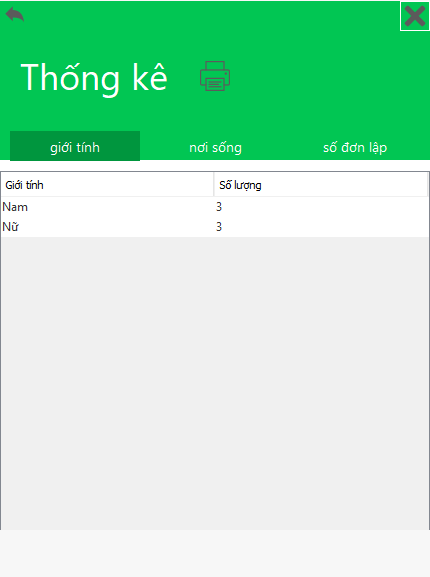 Thống kê
giới tính nơi sống số đơn lập
Giới tính Số lượng
Nam 3
Nữ 3